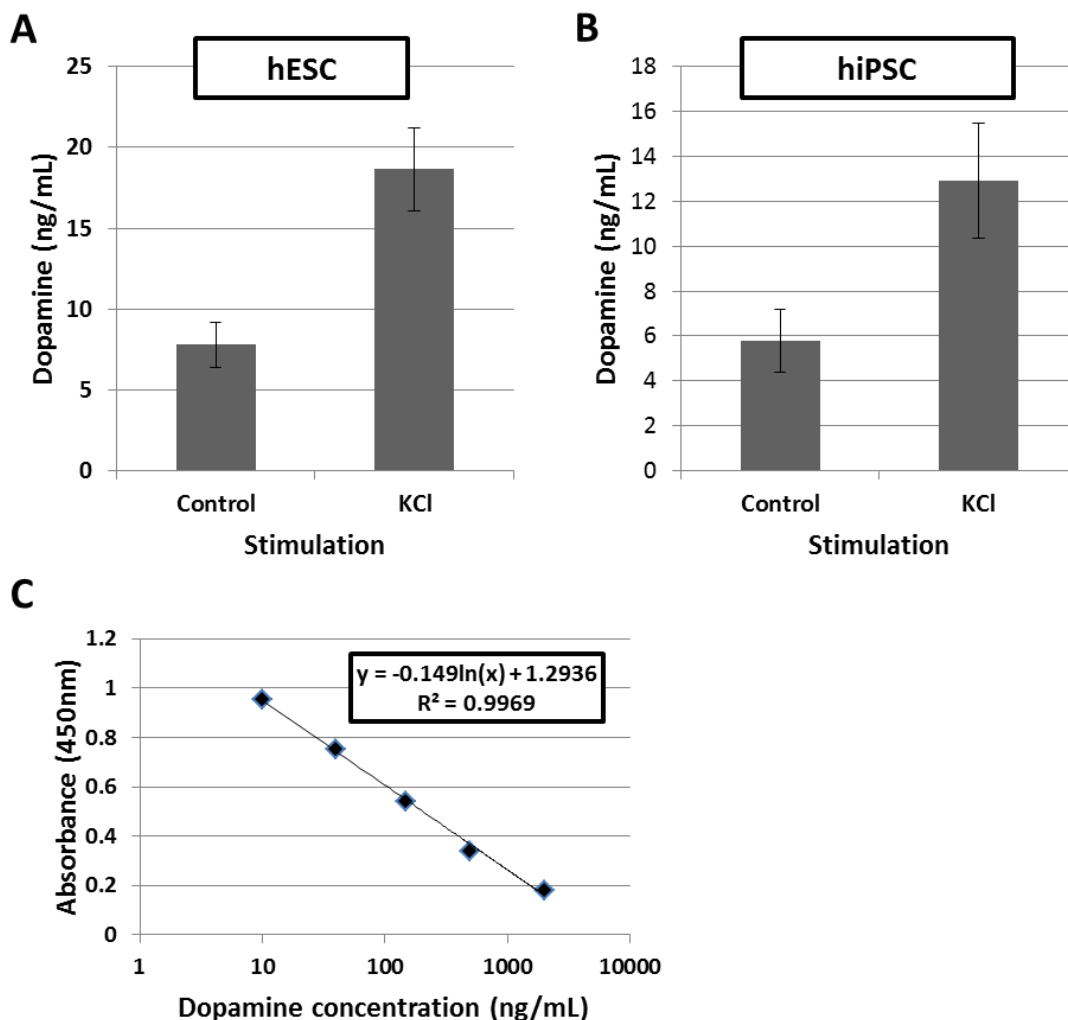 A
hESC
25
20
15
10
5
0
Dopamine (ng/mL)
Control KCl
Stimulation
B
hiPSC
18
16
14
12
10
8
6
4
2
0
Dopamine (ng/mL)
Control KCl
Stimulation
C
1.2
1
0.8
0.6
0.4
0.2
0
Absorbance (450nm)
y = -0.149ln(x) + 1.2936
R² = 0.9969
1 10 100 1000 10000
Dopamine concentration (ng/mL)